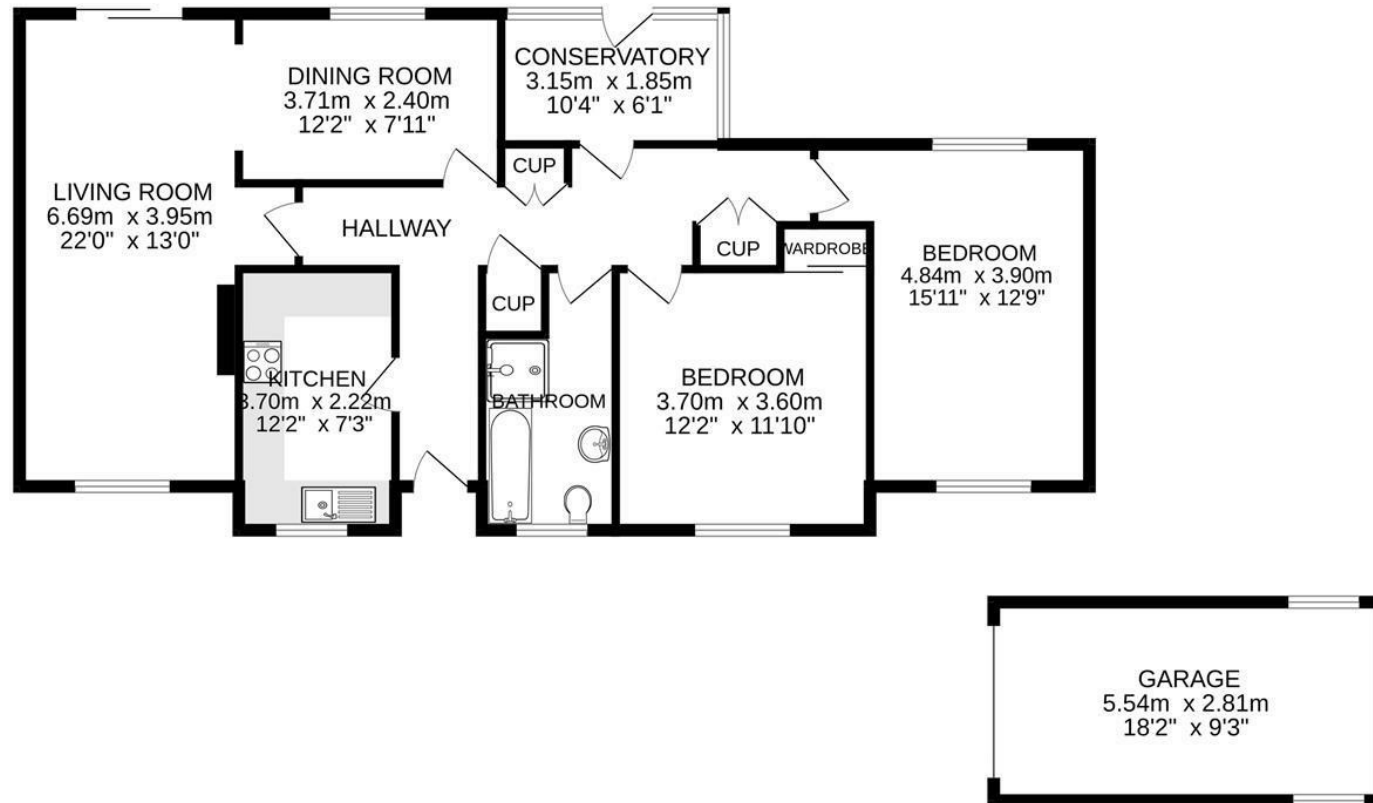 CONSERVATORY
3.15m x 1.85m
10'4" x 6'1"
DINING ROOM
3.71m x 2.40m
12'2" x 7'11"
CUP
LIVING ROOM
6.69m x 3.95m
22'0" x 13'0"
HALLWAY
CUP
WARDROBE
BEDROOM
4.84m x 3.90m
15'11" x 12'9"
CUP
KITCHEN
3.70m x 2.22m
12'2" x 7'3"
BATHROOM
BEDROOM
3.70m x 3.60m
12'2" x 11'10"
GARAGE
5.54m x 2.81m
18'2" x 9'3"